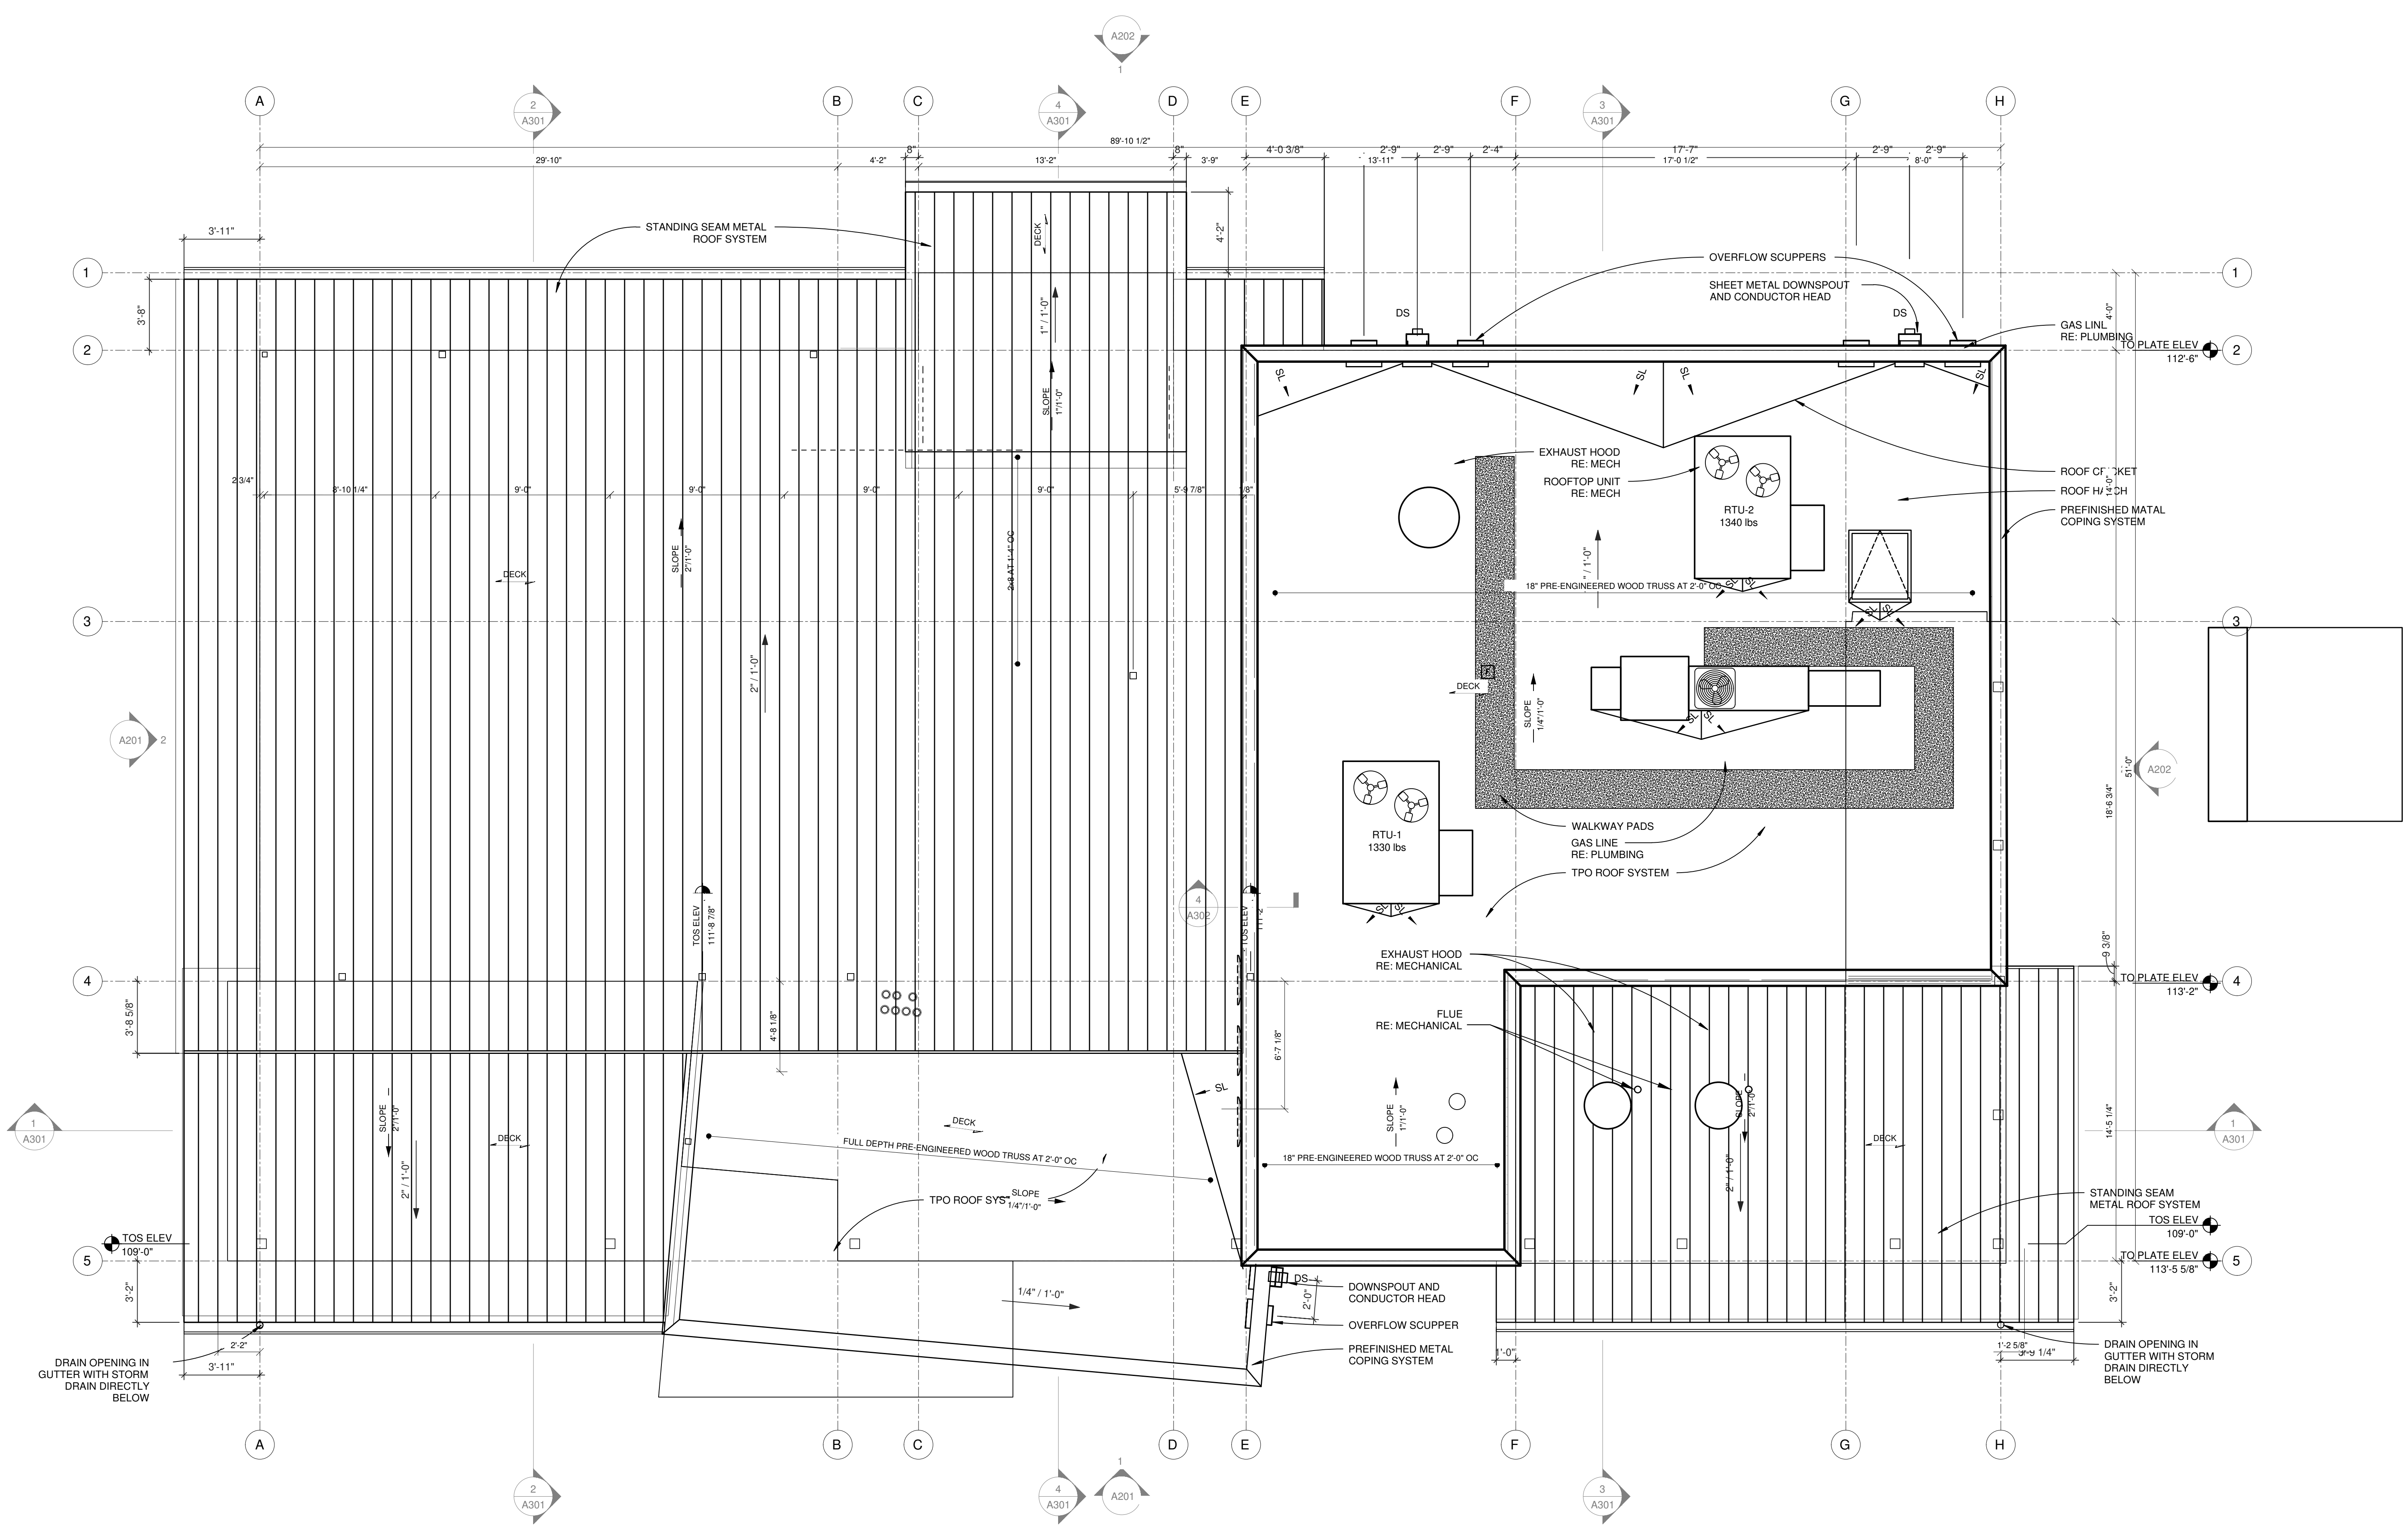 A202
1
A
2
A301
B
C
4
A301
D
E
F
3
A301
G
H
89'-10 1/2"
29'-10"
4'-2"
8"
13'-2"
8"
3'-9"
4'-0 3/8"
2'-9"
13'-11"
2'-9"
2'-4"
17'-7"
17'-0 1/2"
2'-9"
2'-9"
8'-0"
3'-11"
STANDING SEAM METAL
ROOF SYSTEM
DECK
4'-2"
OVERFLOW SCUPPERS
SHEET METAL DOWNSPOUT
AND CONDUCTOR HEAD
DS
DS
1
1
3'-8"
1" / 1'-0"
4'-0"
GAS LINE
RE: PLUMBING
TO PLATE ELEV
112'-6"
2
2
SLOPE
1"/1'-0"
SL
SL
SL
SL
EXHAUST HOOD
RE: MECH
ROOFTOP UNIT
RE: MECH
RTU-2
1340 lbs
14'-0"
PREFINISHED MATAL
COPING SYSTEM
2 3/4"
8'-10 1/4"
9'-0"
9'-0"
9'-0"
9'-0"
5'-9 7/8"
SLOPE
2"/1'-0"
DECK
2x8 AT 1'-4" OC
18" PRE-ENGINEERED WOOD TRUSS AT 2'-0" OC
SL
SL
SL
SL
3
3
2" / 1'-0"
DECK
SLOPE
1/4"/1'-0"
SL
SL
A201
2
51'-0"
A202
18'-6 3/4"
RTU-1
1330 lbs
WALKWAY PADS
GAS LINE
RE: PLUMBING
TPO ROOF SYSTEM
SL
SL
TOS ELEV
111'-8 7/8"
4
A302
TOS ELEV
EXHAUST HOOD
RE: MECHANICAL
9 3/8"
4
TO PLATE ELEV
113'-2"
4
3'-8 5/8"
4'-8 1/8"
6'-7 1/8"
FLUE
RE: MECHANICAL
SL
SLOPE
2"/1'-0"
DECK
2" / 1'-0"
DECK
FULL DEPTH PRE-ENGINEERED WOOD TRUSS AT 2'-0" OC
SLOPE
1"/1'-0"
18" PRE-ENGINEERED WOOD TRUSS AT 2'-0" OC
SLOPE
2"/1'-0"
2" / 1'-0"
DECK
14'-5 1/4"
1
A301
1
A301
TPO ROOF
SLOPE
1/4"/1'-0"
STANDING SEAM
METAL ROOF SYSTEM
TOS ELEV
109'-0"
TOS ELEV
109'-0"
5
TO PLATE ELEV
113'-5 5/8"
5
3'-2"
1/4" / 1'-0"
DS
2'-0"
DOWNSPOUT AND
CONDUCTOR HEAD
OVERFLOW SCUPPER
PREFINISHED METAL
COPING SYSTEM
3'-2"
2'-2"
3'-11"
1'-0"
1'-2 5/8"
DRAIN OPENING IN
GUTTER WITH STORM
DRAIN DIRECTLY
BELOW
DRAIN OPENING IN
GUTTER WITH STORM
DRAIN DIRECTLY
BELOW
A
B
C
D
E
F
G
H
2
A301
4
A301
1
A201
3
A301